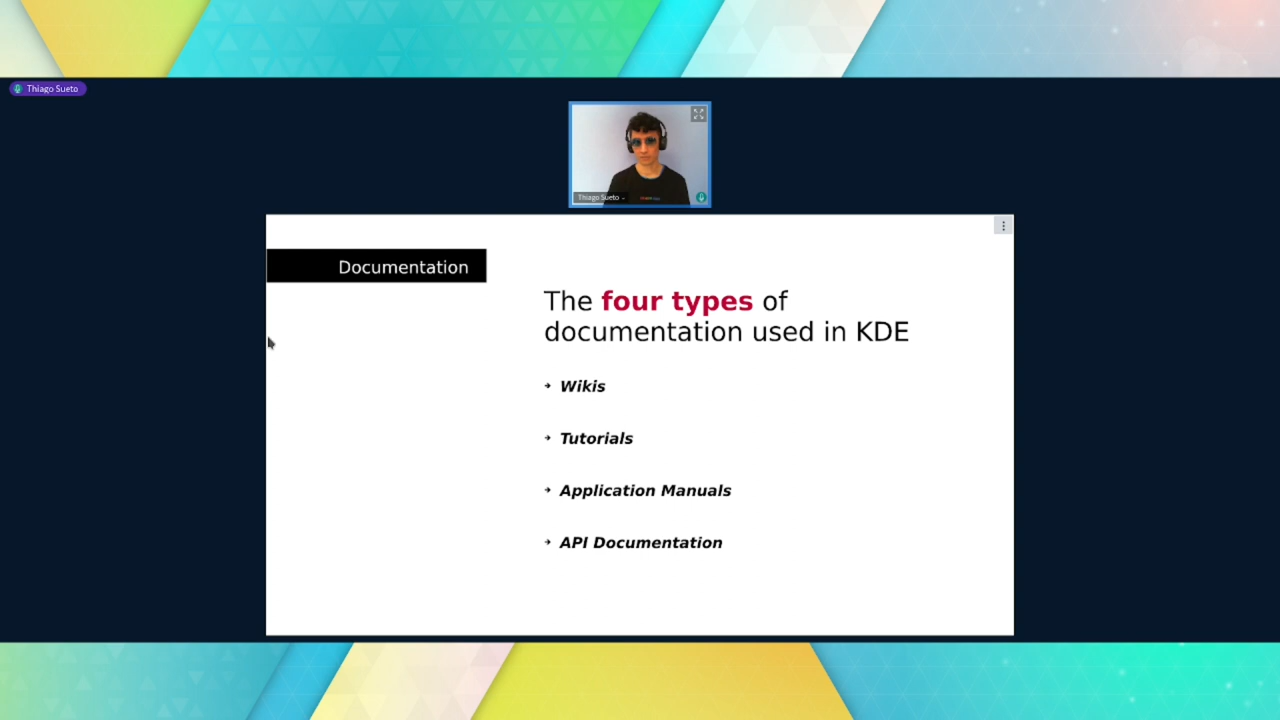 Thiago Sueto
Thiago Sueto
Documentation
The four types of
documentation used in KDE
Wikis
Tutorials
Application Manuals
API Documentation